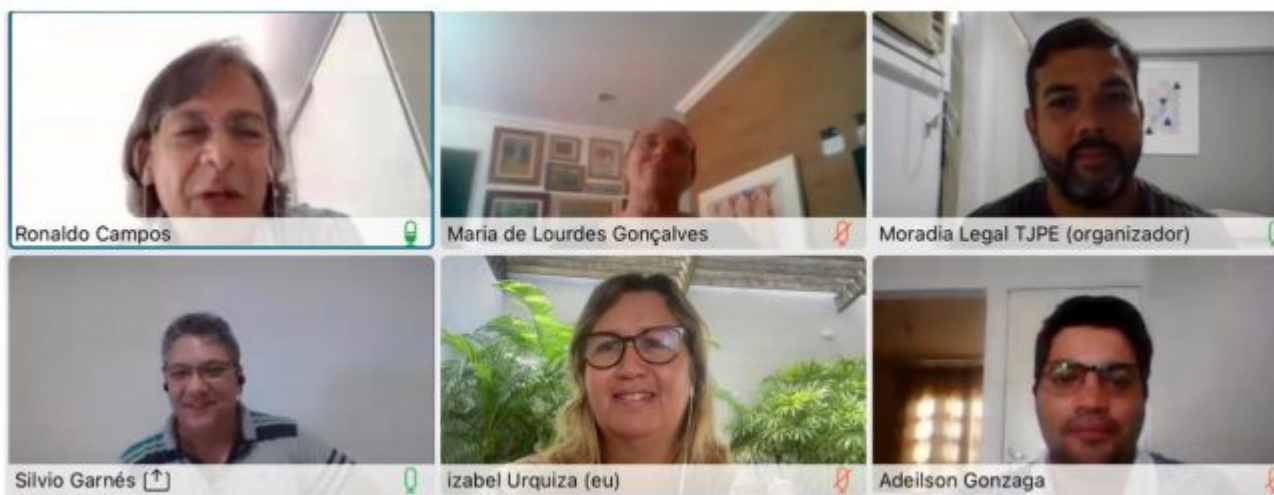 Ronaldo Campos
Maria de Lourdes Gonçalves
Moradia Legal TJPE (organizador)
Silvio Garnés
izabel Urquiza (eu)
Adeilson Gonzaga